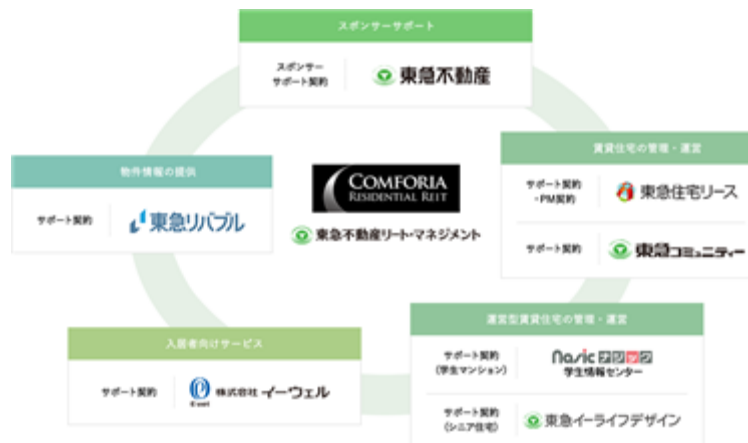 スポンサーサポート
スポンサー
サポート契約
東急不動産
物件情報の提供
サポート契約
東急リバブル
COMFORIA
RESIDENTIAL REIT
東急不動産リート・マネジメント
賃貸住宅の管理・運営
サポート契約
・PM契約
東急住宅リース
サポート契約
東急コミュニティー
入居者向けサービス
サポート契約
株式会社 イーウェル
運営型賃貸住宅の管理・運営
サポート契約
(学生マンション)
Nasic ナジック
学生情報センター
サポート契約
(シニア住宅)
東急イーライフデザイン